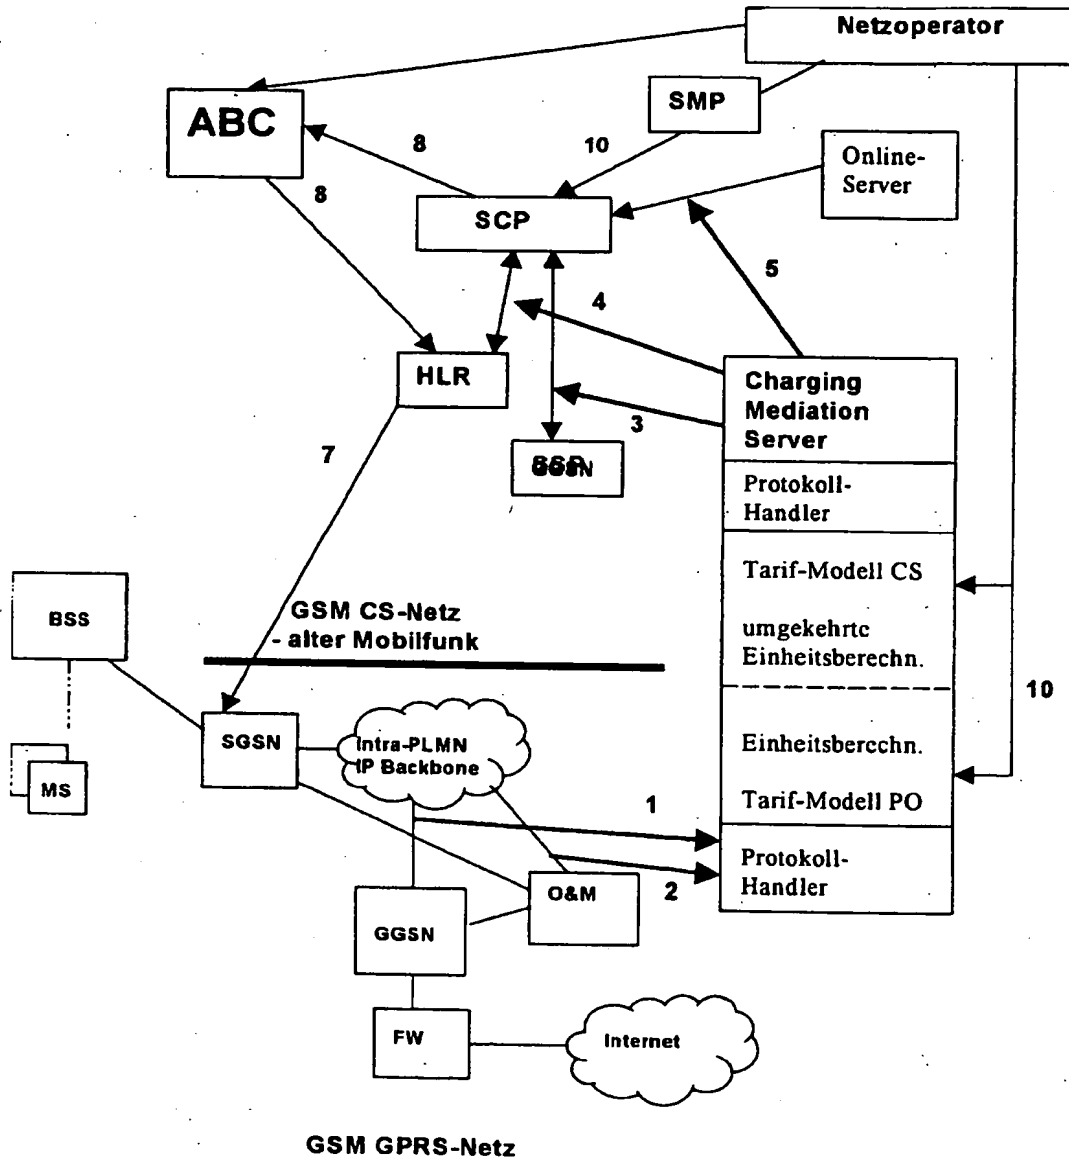 Netzoperator
ABC
SMP
8
10
Online-
Server
8
SCP
5
4
HLR
Charging
Mediation
Server
3
7
Protokoll-
Handler
Tarif-Modell CS
GSM CS-Netz
- alter Mobilfunk
BSS
umgekehrte
Einheitsberechn.
10
SGSN
Intra-PLMN
IP Backbone
Einheitsberechn.
MS
1
Tarif-Modell PO
Protokoll-
Handler
2
O&M
GGSN
FW
Internet
GSM GPRS-Netz